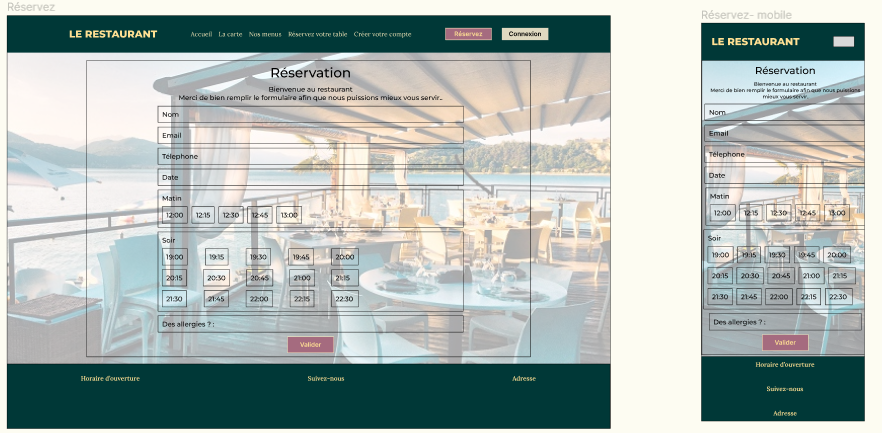 Réservez
LE RESTAURANT
Accueil La carte Nos menus Réservez votre table Créer votre compte
Réservez
Connexion
Réservation
Bienvenue au restaurant
Merci de bien remplir le formulaire afin que nous puissions mieux vous servir..
Nom
Email
Télephone
Date
Matin
12:00 12:15 12:30 12:45 13:00
Soir
19:00 19:15 19:30 19:45 20:00
20:15 20:30 20:45 21:00 21:15
21:30 21:45 22:00 22:15 22:30
Des allergies ? :
Valider
Horaire d'ouverture
Suivez-nous
Adresse
Réservez- mobile
LE RESTAURANT
Réservation
Bienvenue au restaurant
Merci de bien remplir le formulaire afin que nous puissions
mieux vous servir..
Nom
Email
Télephone
Date
Matin
12:00 12:15 12:30 12:45 13:00
Soir
19:00 19:15 19:30 19:45 20:00
20:15 20:30 20:45 21:00 21:15
21:30 21:45 22:00 22:15 22:30
Des allergies ? :
Valider
Horaire d'ouverture
Suivez-nous
Adresse